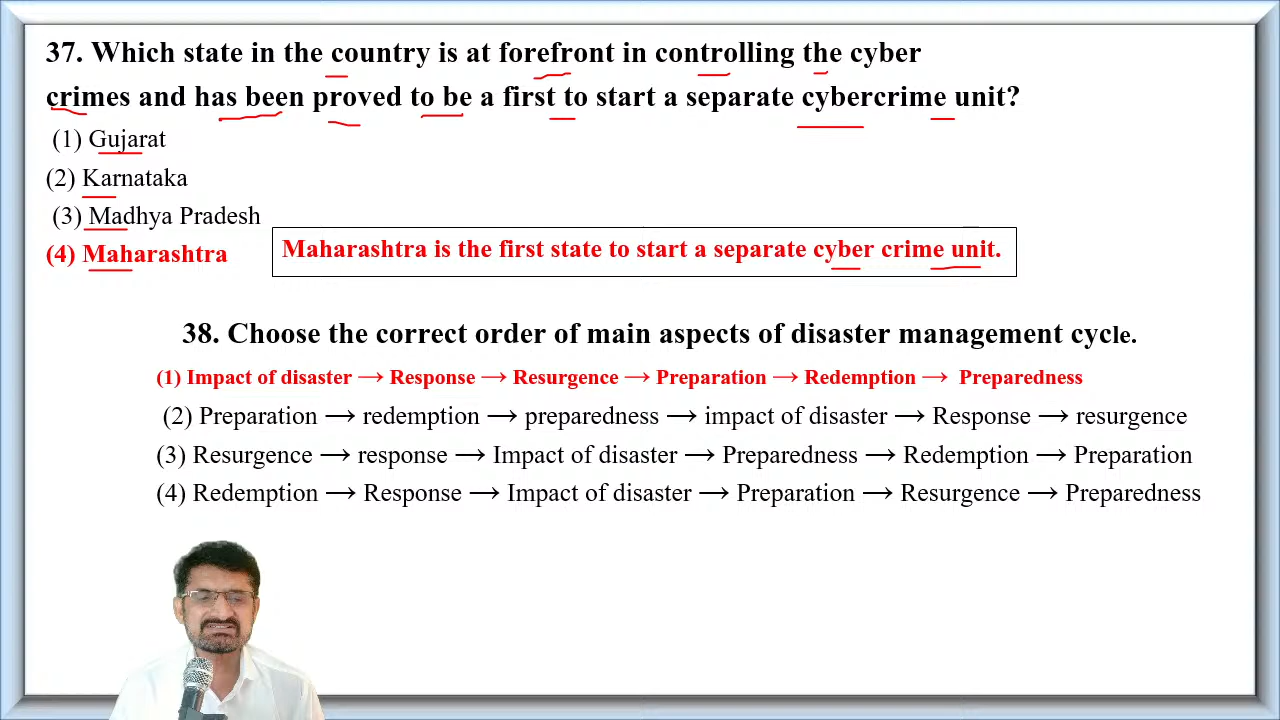 37. Which state in the country is at forefront in controlling the cyber
crimes and has been proved to be a first to start a separate cybercrime unit?
(1) Gujarat
(2) Karnataka
(3) Madhya Pradesh
(4) Maharashtra
Maharashtra is the first state to start a separate cyber crime unit.
38. Choose the correct order of main aspects of disaster management cycle.
(1) Impact of disaster → Response → Resurgence → Preparation → Redemption → Preparedness
(2) Preparation → redemption → preparedness → impact of disaster → Response → resurgence
(3) Resurgence → response → Impact of disaster → Preparedness → Redemption → Preparation
(4) Redemption → Response → Impact of disaster → Preparation → Resurgence → Preparedness